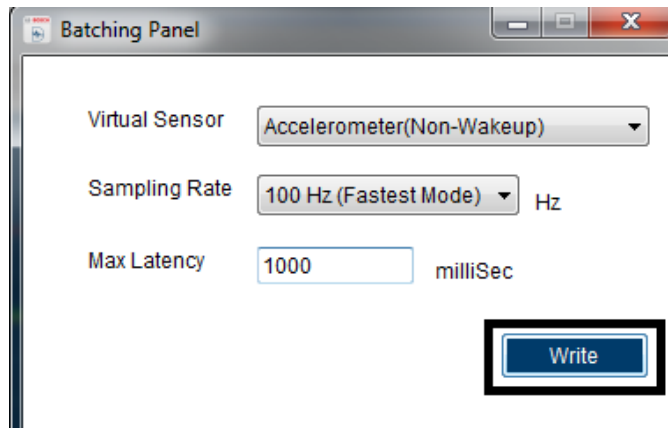 BOSCH
Batching Panel
Virtual Sensor Accelerometer(Non-Wakeup)
Sampling Rate 100 Hz (Fastest Mode) Hz
Max Latency 1000 milliSec
Write